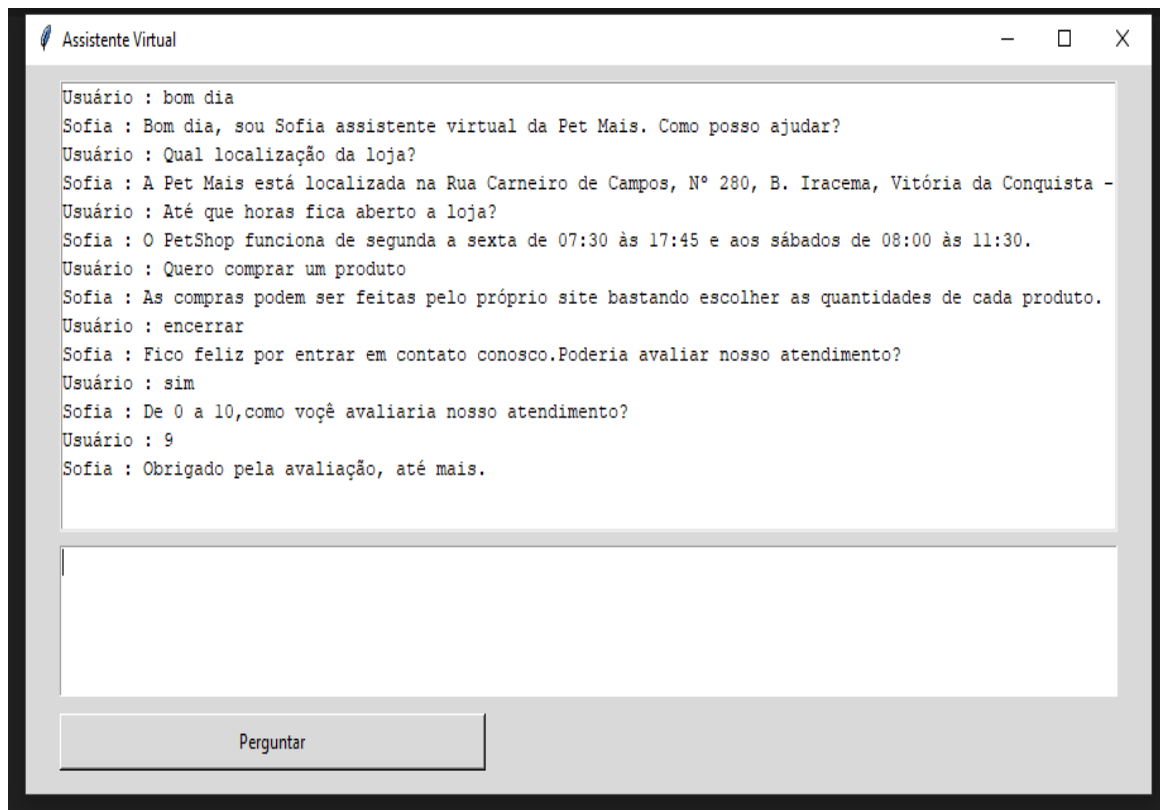 Assistente Virtual
Usuário : bom dia
Sofia : Bom dia, sou Sofia assistente virtual da Pet Mais. Como posso ajudar?
Usuário : Qual localização da loja?
Sofia : A Pet Mais está localizada na Rua Carneiro de Campos, Nº 280, B. Iracema, Vitória da Conquista -
Usuário : Até que horas fica aberto a loja?
Sofia : O PetShop funciona de segunda a sexta de 07:30 às 17:45 e aos sábados de 08:00 às 11:30.
Usuário : Quero comprar um produto
Sofia : As compras podem ser feitas pelo próprio site bastando escolher as quantidades de cada produto.
Usuário : encerrar
Sofia : Fico feliz por entrar em contato conosco.Poderia avaliar nosso atendimento?
Usuário : sim
Sofia : De 0 a 10,como voçê avaliaria nosso atendimento?
Usuário : 9
Sofia : Obrigado pela avaliação, até mais.
Perguntar